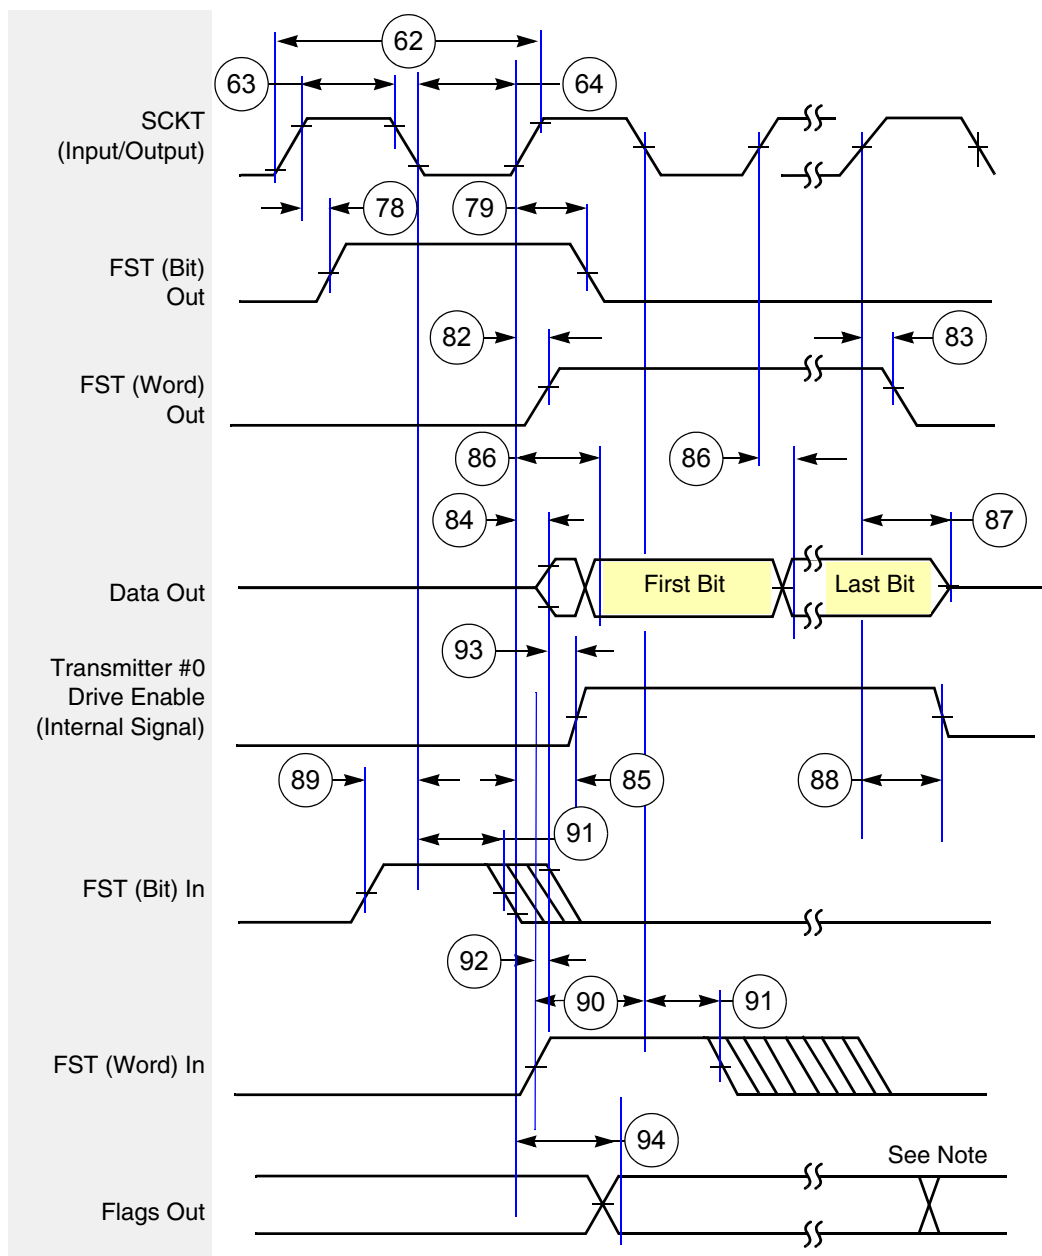 62
63
64
SCKT
(Input/Output)
78
79
FST (Bit)
Out
82
83
FST (Word)
Out
86
86
84
87
Data Out
First Bit
Last Bit
93
Transmitter #0
Drive Enable
(Internal Signal)
89
85
88
91
FST (Bit) In
92
90
91
FST (Word) In
94
See Note
Flags Out